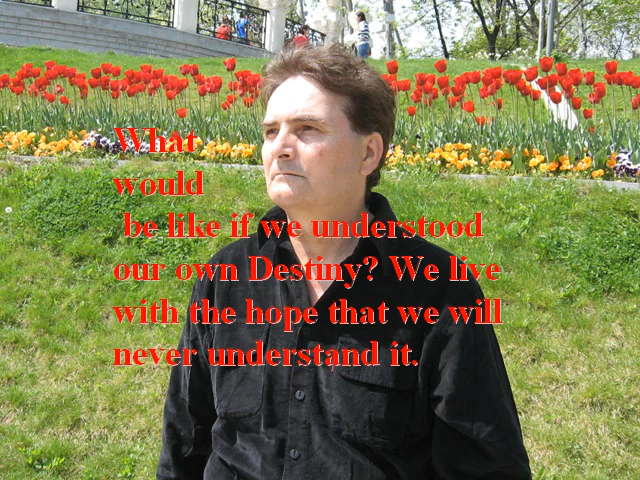 What
would
be like if we understood
our own Destiny? We live
with the hope that we will
never understand it.